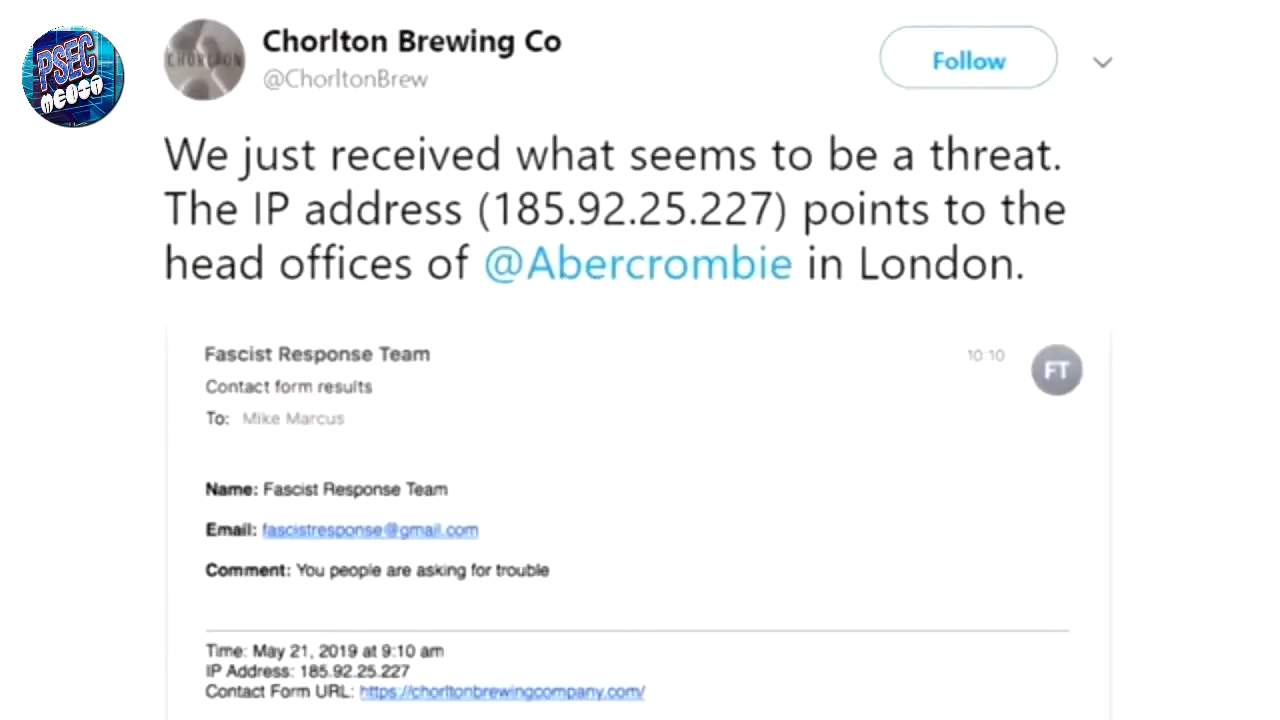 PSEC
MEDIA
CHORLTON
Chorlton Brewing Co
@ChorltonBrew
Follow
We just received what seems to be a threat.
The IP address (185.92.25.227) points to the
head offices of @Abercrombie in London.
Fascist Response Team
10:10
FT
Contact form results
To: Mike Marcus
Name: Fascist Response Team
Email: fascistresponse@gmail.com
Comment: You people are asking for trouble
Time: May 21, 2019 at 9:10 am
IP Address: 185.92.25.227
Contact Form URL: https://chorltonbrewingcompany.com/